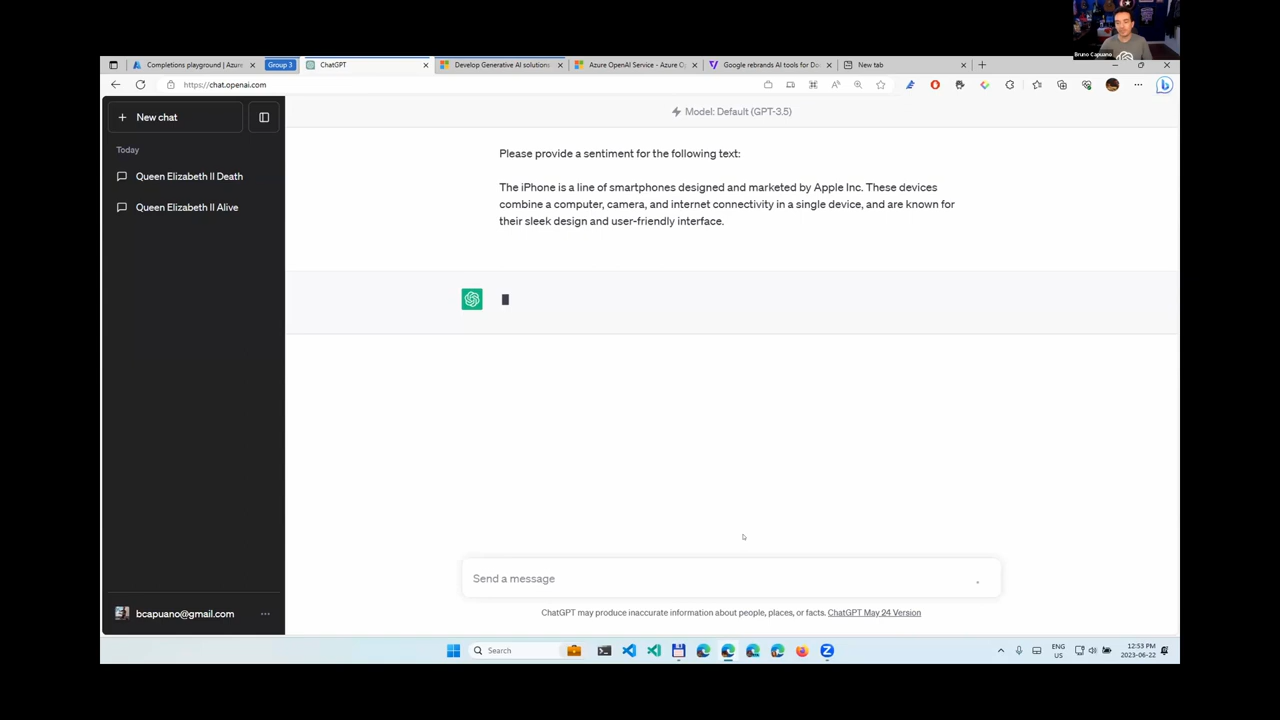 Bruno Capuano
Completions playground | Azure
Group 3
ChatGPT
Develop Generative AI solutions
Azure OpenAI Service - Azure Op
Google rebrands AI tools for Do
New tab
https://chat.openai.com
New chat
Model: Default (GPT-3.5)
Today
Queen Elizabeth II Death
Queen Elizabeth II Alive
Please provide a sentiment for the following text:
The iPhone is a line of smartphones designed and marketed by Apple Inc. These devices
combine a computer, camera, and internet connectivity in a single device, and are known for
their sleek design and user-friendly interface.
Send a message
ChatGPT may produce inaccurate information about people, places, or facts. ChatGPT May 24 Version
bcapuano@gmail.com
Search
ENG
US
12:53 PM
2023-06-22